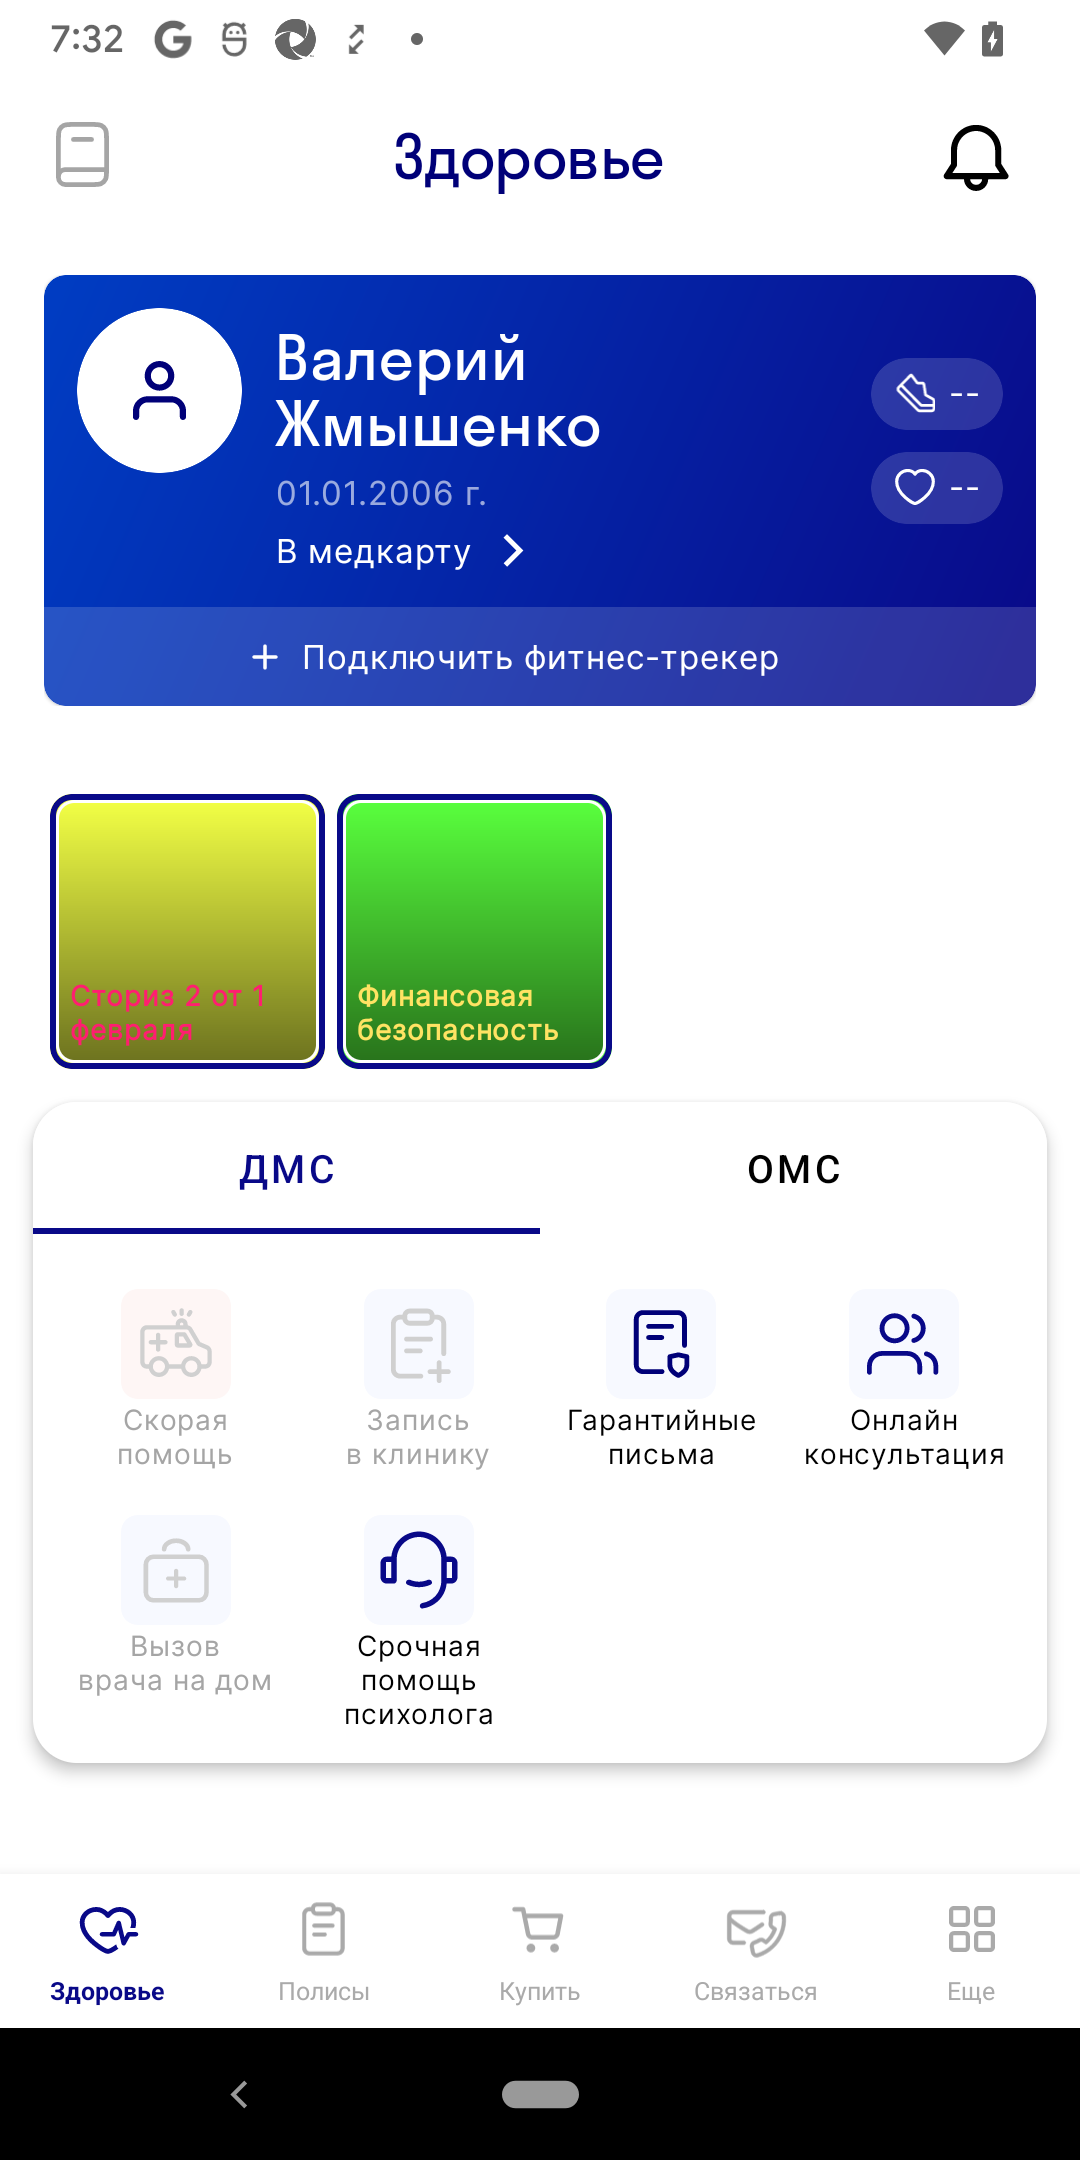 7:32
Здоровье
Валерий
Жмышенко
01.01.2006 г.
В медкарту
--
--
+ Подключить фитнес-трекер
Сториз 2 от 1
февраля
Финансовая
безопасность
ДМС
ОМС
Скорая
помощь
Запись
в клинику
Гарантийные
письма
Онлайн
консультация
Вызов
врача на дом
Срочная
помощь
психолога
Здоровье
Полисы
Купить
Связаться
Еще